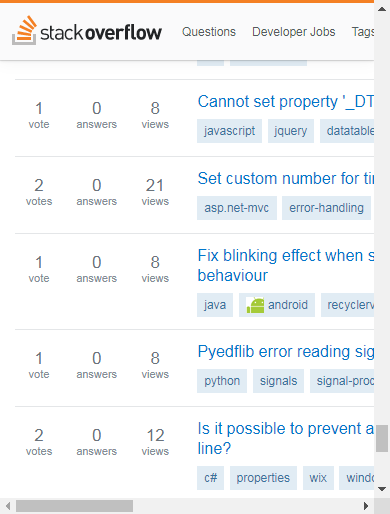 stackoverflow Questions Developer Jobs Tags
1 0 8 Cannot set property '_DT
vote answers views
javascript jquery datatable
2 0 21 Set custom number for
votes answers views
asp.net-mvc error-handling
1 0 8 Fix blinking effect when
behaviour
vote answers views
java android
1 0 8 Pyedflib error reading sig
vote answers views
python signals signal-proc
2 0 12 Is it possible to prevent a
line?
votes answers views
c# properties wix windo